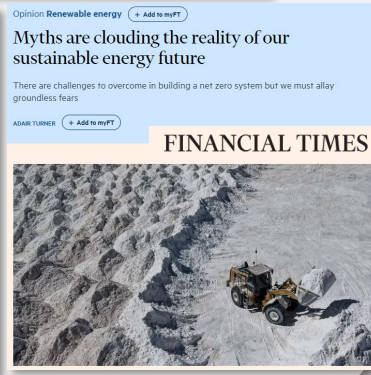 Opinion Renewable energy + Add to myFT
Myths are clouding the reality of our
sustainable energy future
There are challenges to overcome in building a net zero system but we must allay
groundless fears
ADAIR TURNER + Add to myFT
FINANCIAL TIMES